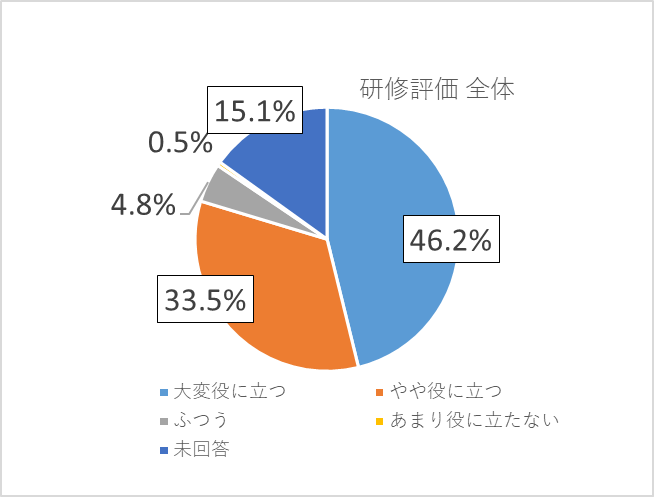 研修評価 全体
15.1%
0.5%
4.8%
46.2%
33.5%
大変役に立つ
やや役に立つ
ふつう
あまり役に立たない
未回答